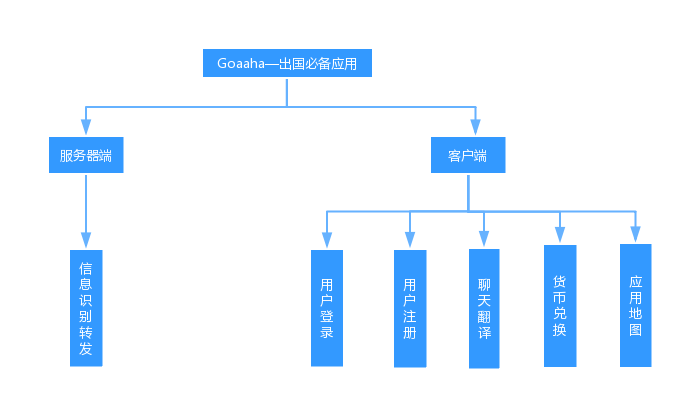 Goaaha—出国必备应用
服务器端
客户端
信息识别转发
用户登录
用户注册
聊天翻译
货币兑换
应用地图